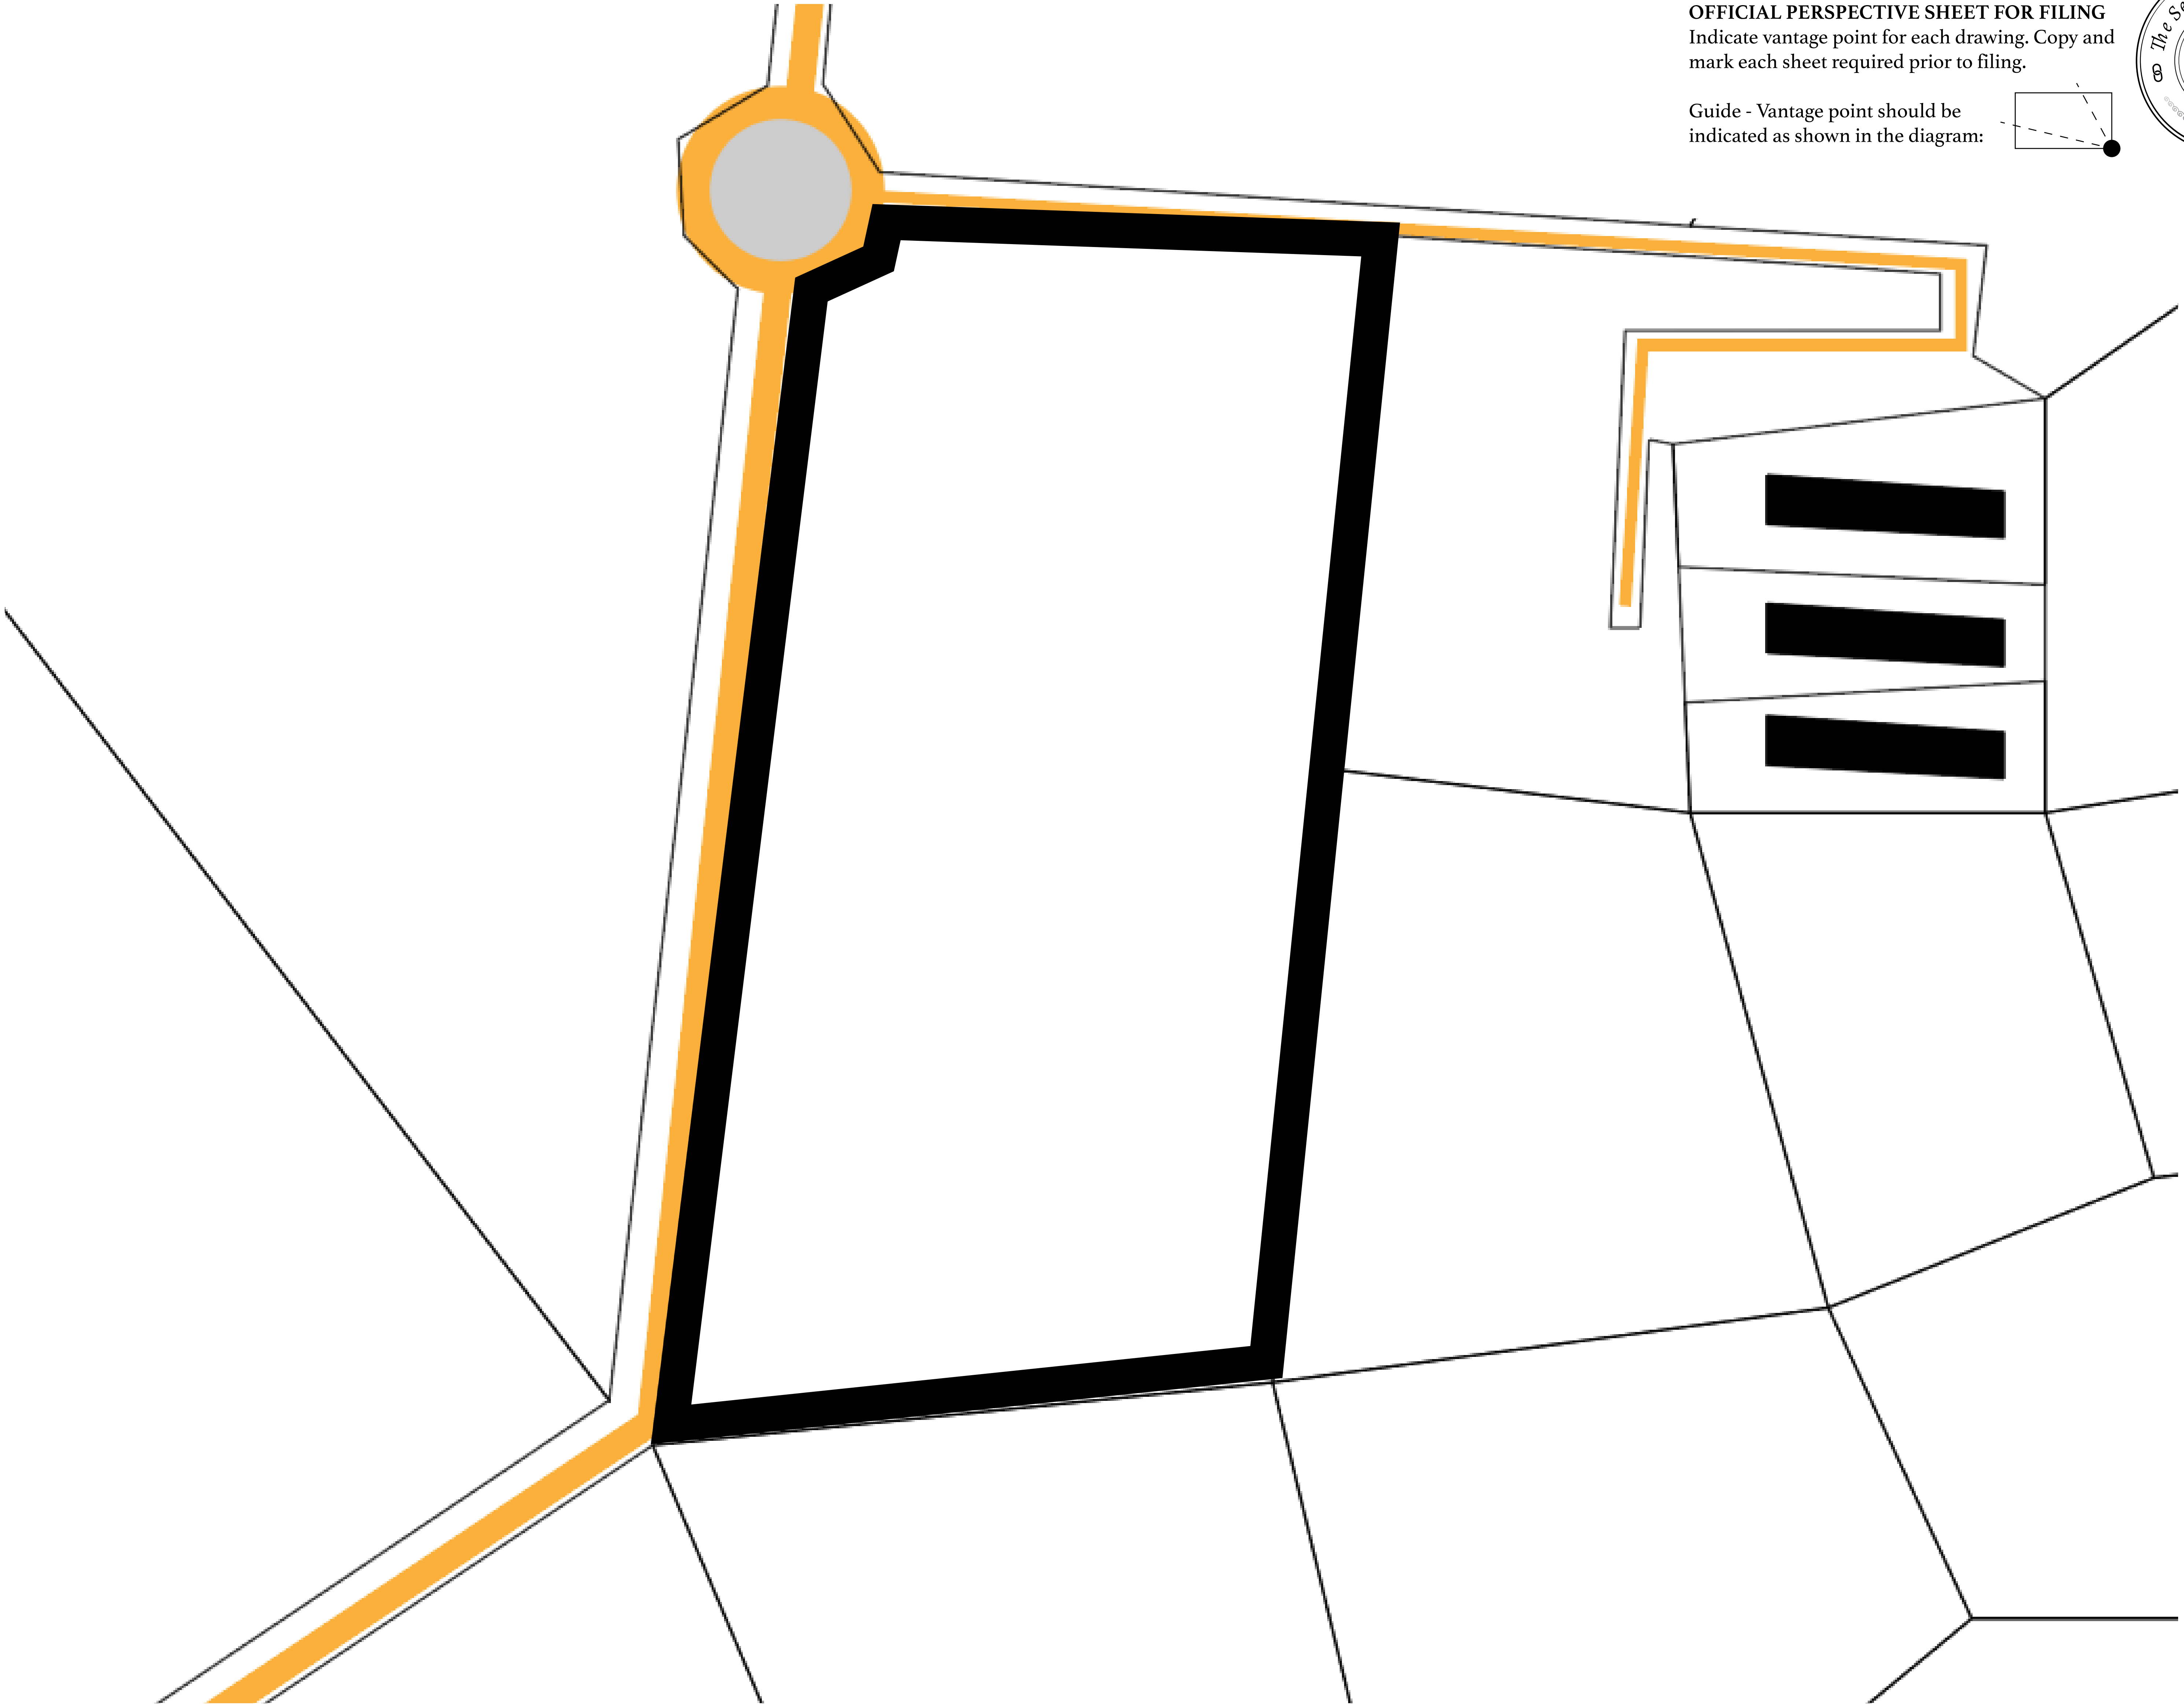 OFFICIAL PERSPECTIVE SHEET FOR FILING
Indicate vantage point for each drawing. Copy and
mark each sheet required prior to filing.
Guide - Vantage point should be
indicated as shown in the diagram:
The